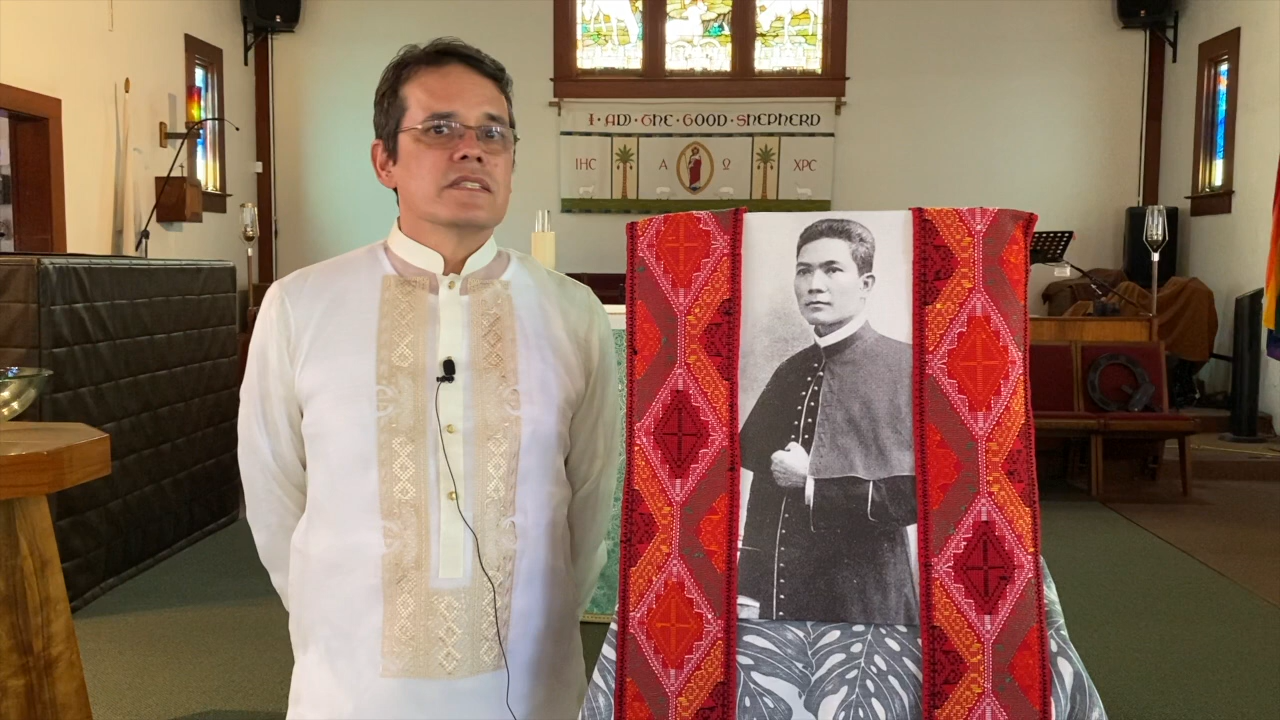 I · AM · THE · GOOD · SHEPHERD
IHC Α Ω XPC